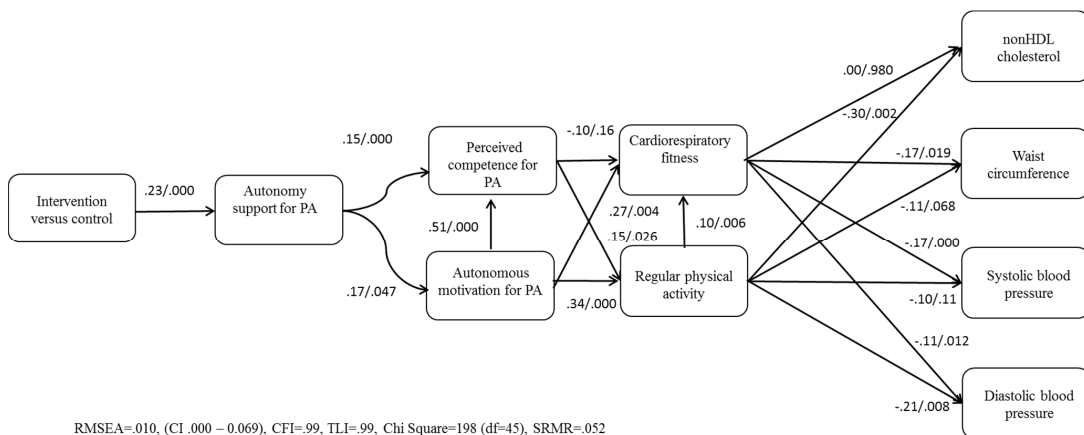 nonHDL
cholesterol
.00/.980
-.30/.002
.15/.000
Perceived
competence for
PA
-.10/.16
Cardiorespiratory
fitness
-.17/.019
Waist
circumference
Intervention
versus control
.23/.000
Autonomy
support for PA
.51/.000
.27/.004
.15/.026
.10/.006
-.11/.068
-.17/.000
.17/.047
Autonomous
motivation for PA
.34/.000
Regular physical
activity
-.10/.11
Systolic blood
pressure
-.11/.012
-.21/.008
Diastolic blood
pressure
RMSEA=.010, (CI .000 – 0.069), CFI=.99, TLI=.99, Chi Square=198 (df=45), SRMR=.052